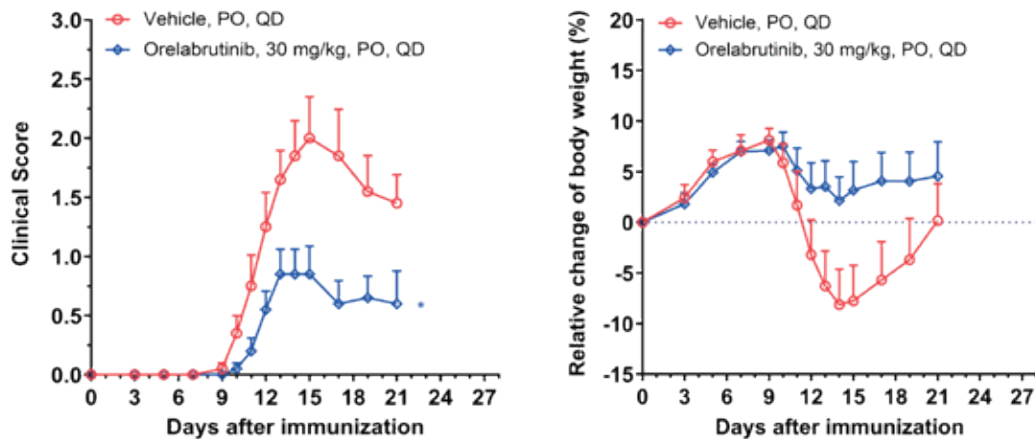 Vehicle, PO, QD
Orelabrutinib, 30 mg/kg, PO, QD
Clinical Score
3.0
2.5
2.0
1.5
1.0
0.5
0.0
*
0 3 6 9 12 15 18 21 24 27
Days after immunization
Vehicle, PO, QD
Orelabrutinib, 30 mg/kg, PO, QD
Relative change of body weight (%)
20
15
10
5
0
-5
-10
-15
0 3 6 9 12 15 18 21 24 27
Days after immunization